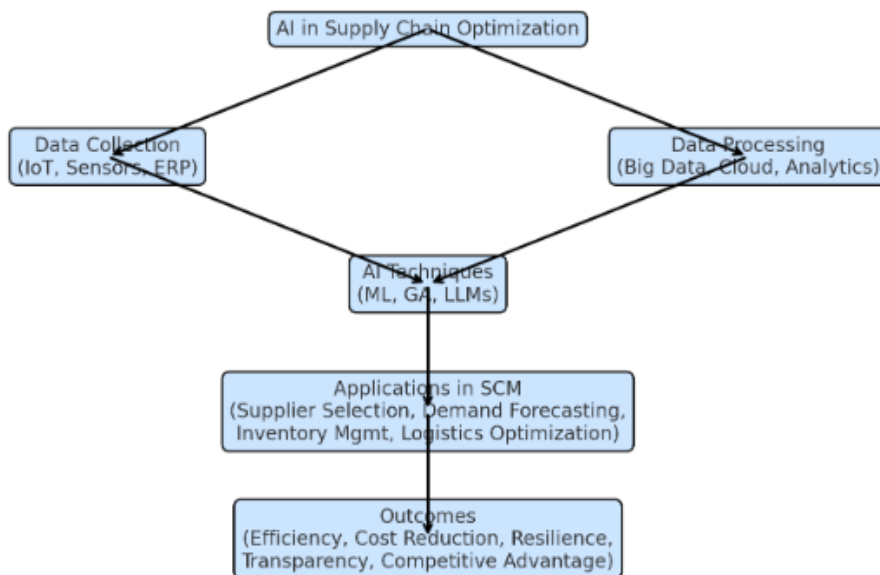 AI in Supply Chain Optimization
Data Collection
(IoT, Sensors, ERP)
Data Processing
(Big Data, Cloud, Analytics)
AI Techniques
(ML, GA, LLMs)
Applications in SCM
(Supplier Selection, Demand Forecasting,
Inventory Mgmt, Logistics Optimization)
Outcomes
(Efficiency, Cost Reduction, Resilience,
Transparency, Competitive Advantage)